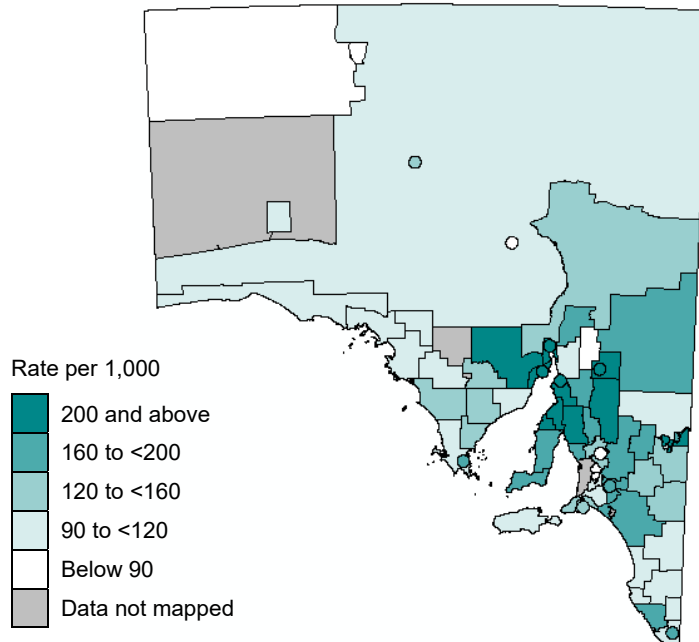 Rate per 1,000
200 and above
160 to <200
120 to <160
90 to <120
Below 90
Data not mapped